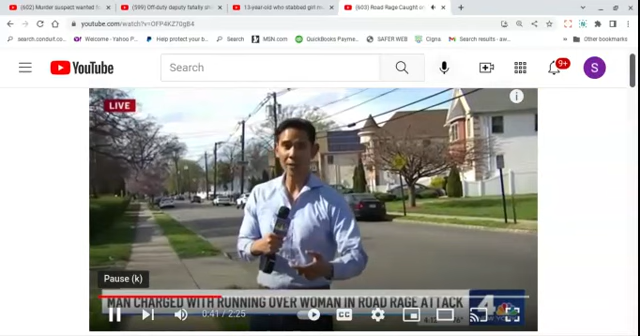 (602) Murder suspect wanted f
(599) Off-duty deputy fatally sh
13-year-old who stabbed girl m
(603) Road Rage Caught o
youtube.com/watch?v=OFP4KZ70gB4
search.conduit.co...
Welcome - Yahoo P...
Help protect your b...
Search
MSN.com
QuickBooks Payme...
SAFER WEB
Cigna
Search results - aw...
Other bookmarks
YouTube
Search
9+
S
LIVE
i
Pause (k)
MAN CHARGED WITH RUNNING OVER WOMAN IN ROAD RAGE ATTACK
4
0:41 / 2:25
CC